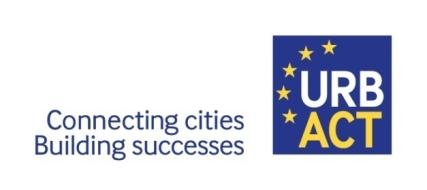 Connecting cities
Building successes
URB
ACT